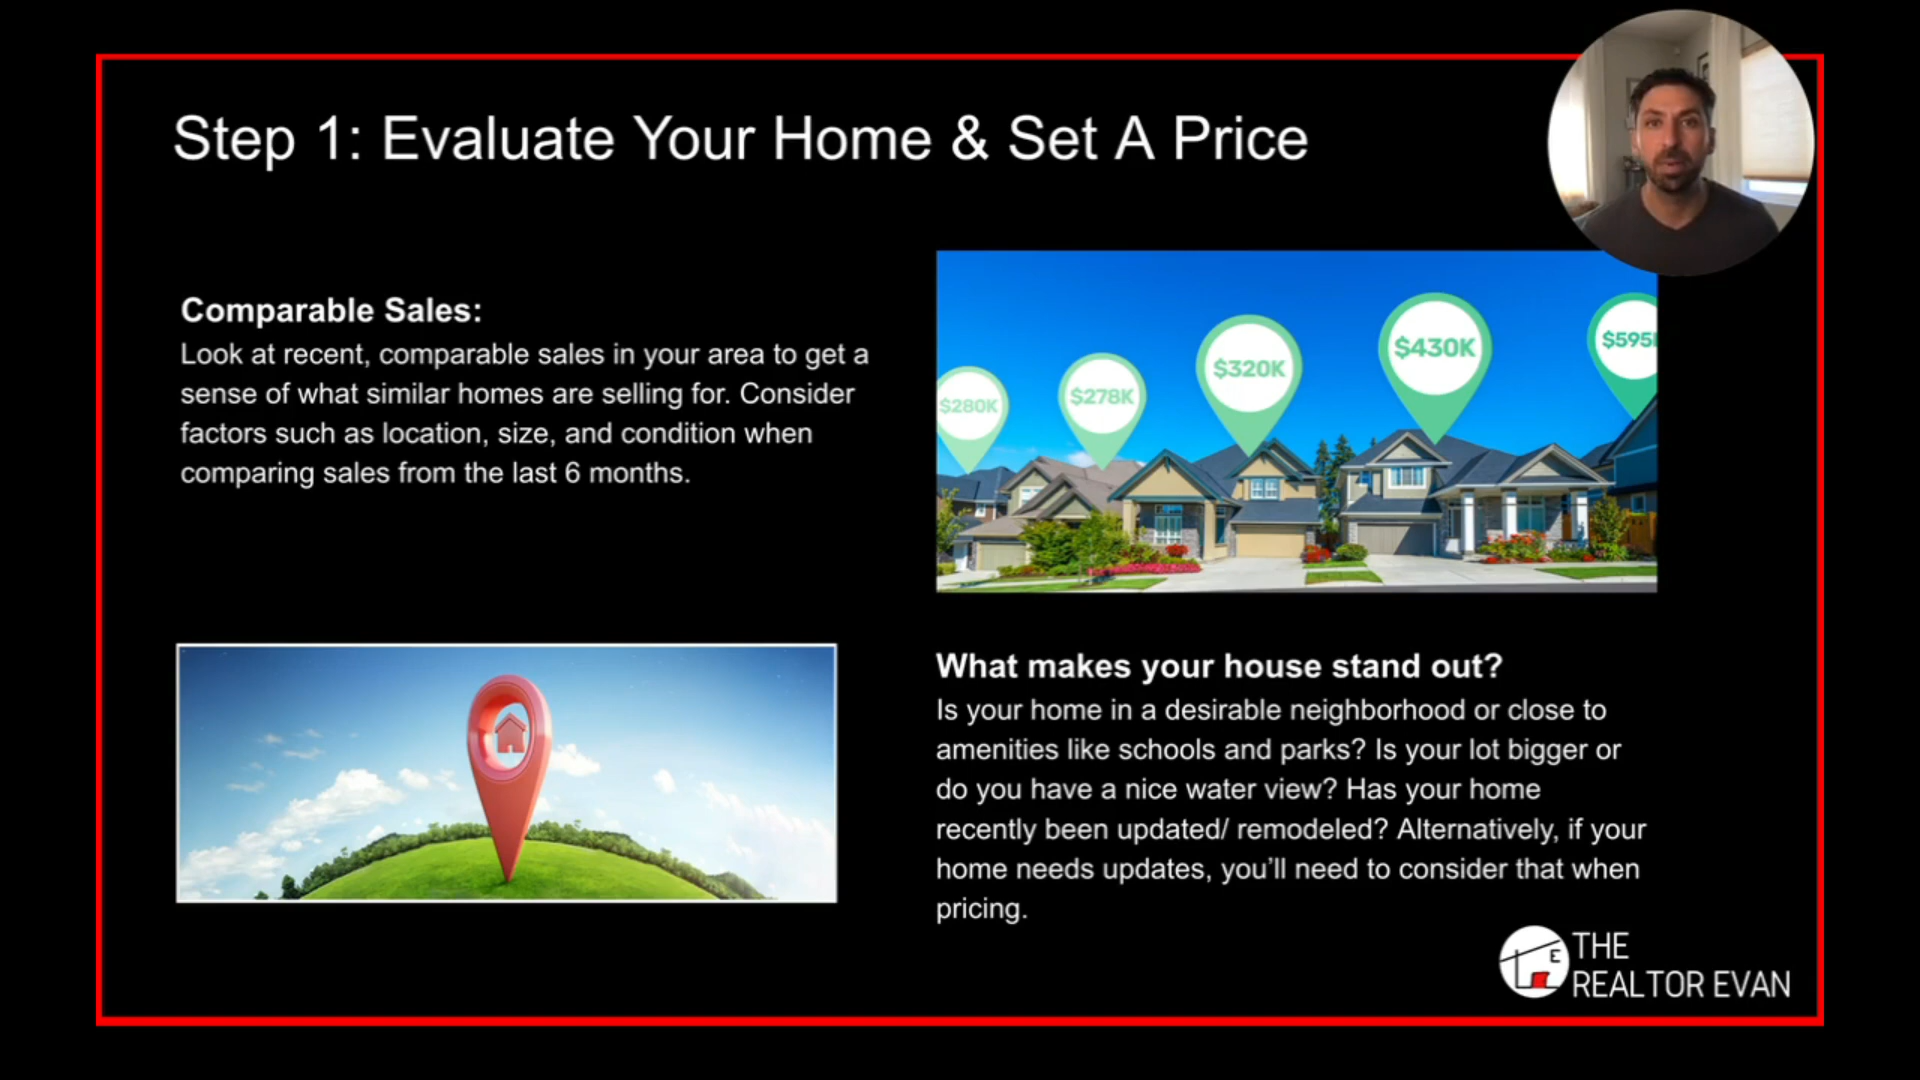 Step 1: Evaluate Your Home & Set A Price
Comparable Sales:
Look at recent, comparable sales in your area to get a
sense of what similar homes are selling for. Consider
factors such as location, size, and condition when
comparing sales from the last 6 months.
$280K
$278K
$320K
$430K
$595
What makes your house stand out?
Is your home in a desirable neighborhood or close to
amenities like schools and parks? Is your lot bigger or
do you have a nice water view? Has your home
recently been updated/ remodeled? Alternatively, if your
home needs updates, you’ll need to consider that when
pricing.
E
THE
REALTOR EVAN